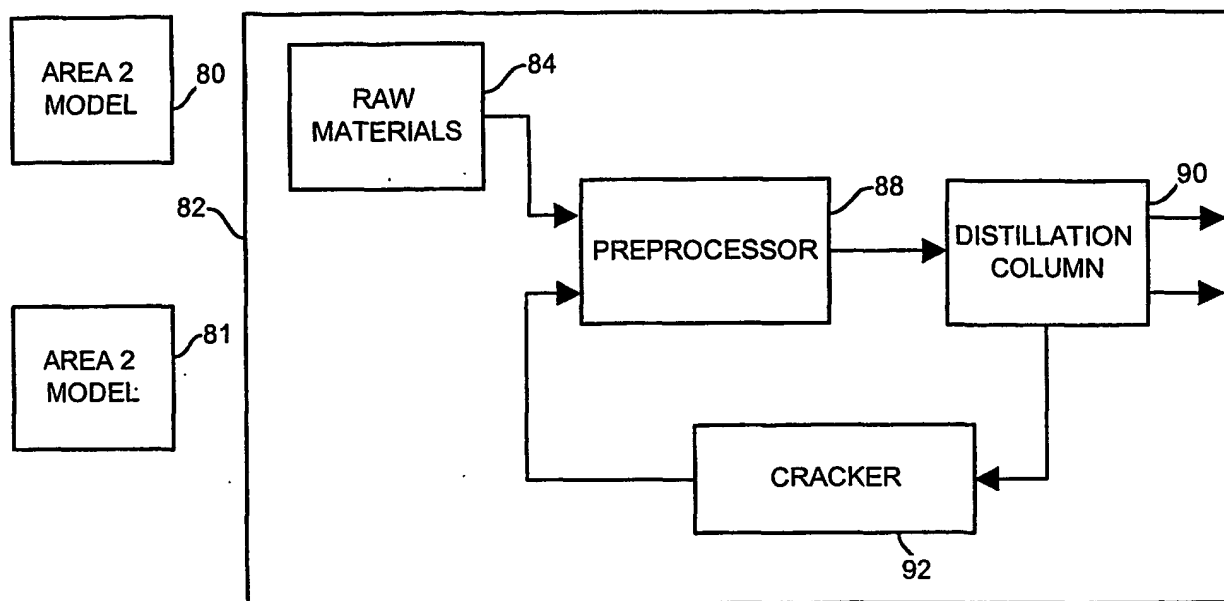 AREA 2
MODEL
80
RAW
MATERIALS
84
82
PREPROCESSOR
88
DISTILLATION
COLUMN
90
AREA 2
MODEL
81
CRACKER
92